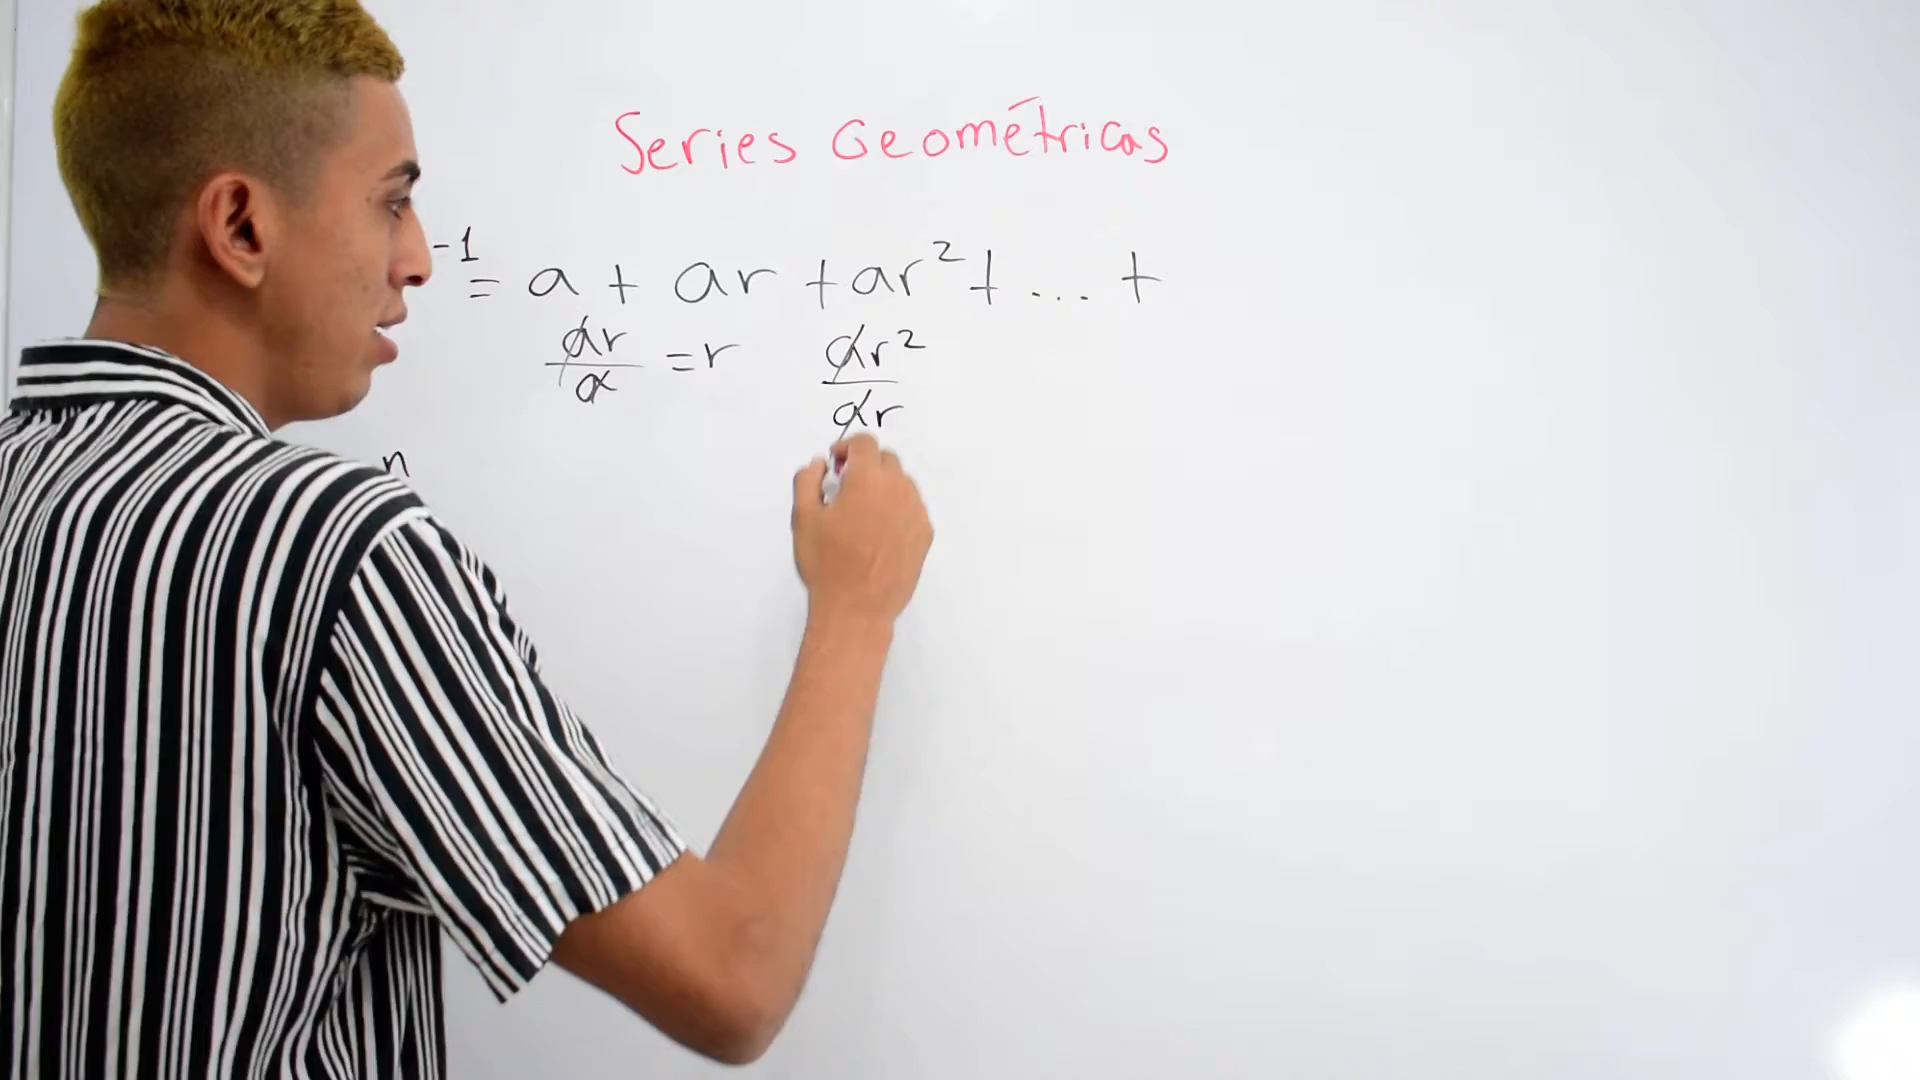 Series Geométricas
-1 = a + ar + ar² + ... +
ar/a = r ar²/ar
n